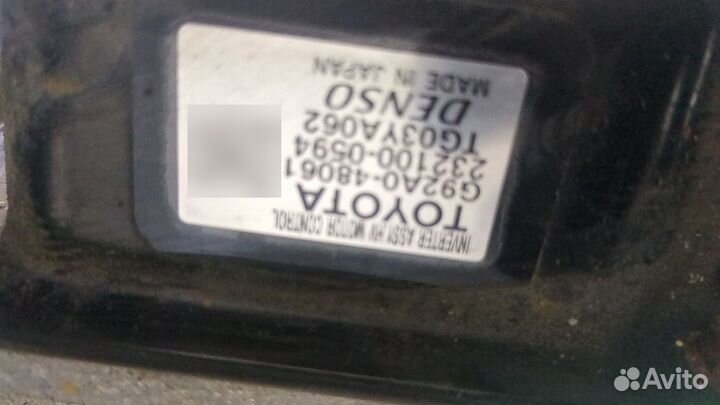 INVERTER ASSY.HV MOTOR CONTROL
TOYOTA
G92A0-48061
232100-0594
TG03YA062
DENSO
MADE IN JAPAN
Avito